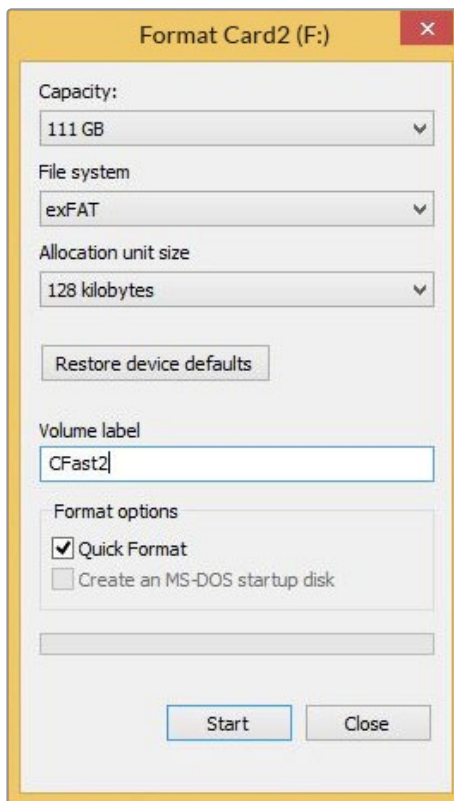 Format Card2 (F:)
Capacity:
111 GB
File system
exFAT
Allocation unit size
128 kilobytes
Restore device defaults
Volume label
CFast2
Format options
Quick Format
Create an MS-DOS startup disk
Start Close